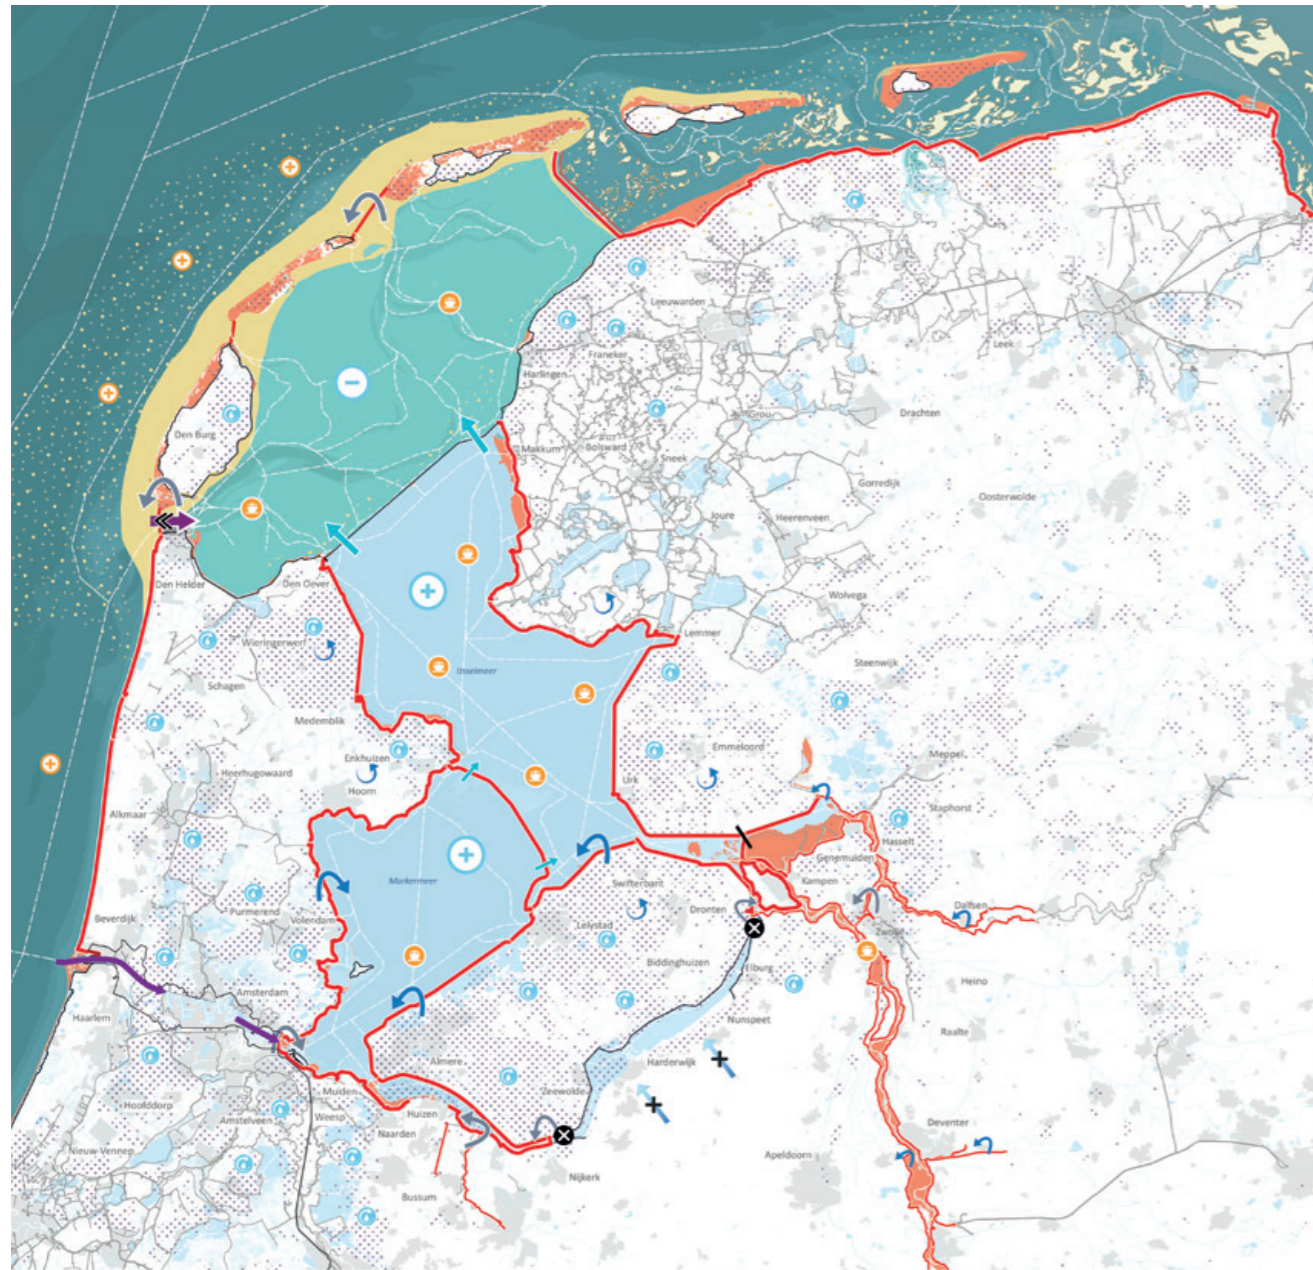 Leeuwarden
Leek
Franeker
Harlingen
Grou
Drachten
Den Burg
Makkum
Bolsward
Sneek
Gorredijk
Oosterwolde
Joure
Heerenveen
Den Helder
Den Oever
Wolvega
Wieringerwerf
Lemmer
Steenwijk
IJsselmeer
Schagen
Medemblik
Emmeloord
Meppel
Enkhuizen
Heerhugowaard
Urk
Hoorn
Staphorst
Alkmaar
Hasselt
Genemuiden
Markermeer
Kampen
Swifterbant
Purmerend
Dronten
Dalfsen
Beverdijk
Volendam
Lelystad
Zwolle
Biddinghuizen
Elburg
Heino
Amsterdam
Haarlem
Nunspeet
Raalte
Almere
Harderwijk
Zeewolde
Muiden
Hoofddorp
Huizen
Amstelveen
Weesp
Deventer
Naarden
Nieuw-Vennep
Apeldoorn
Nijkerk
Bussum